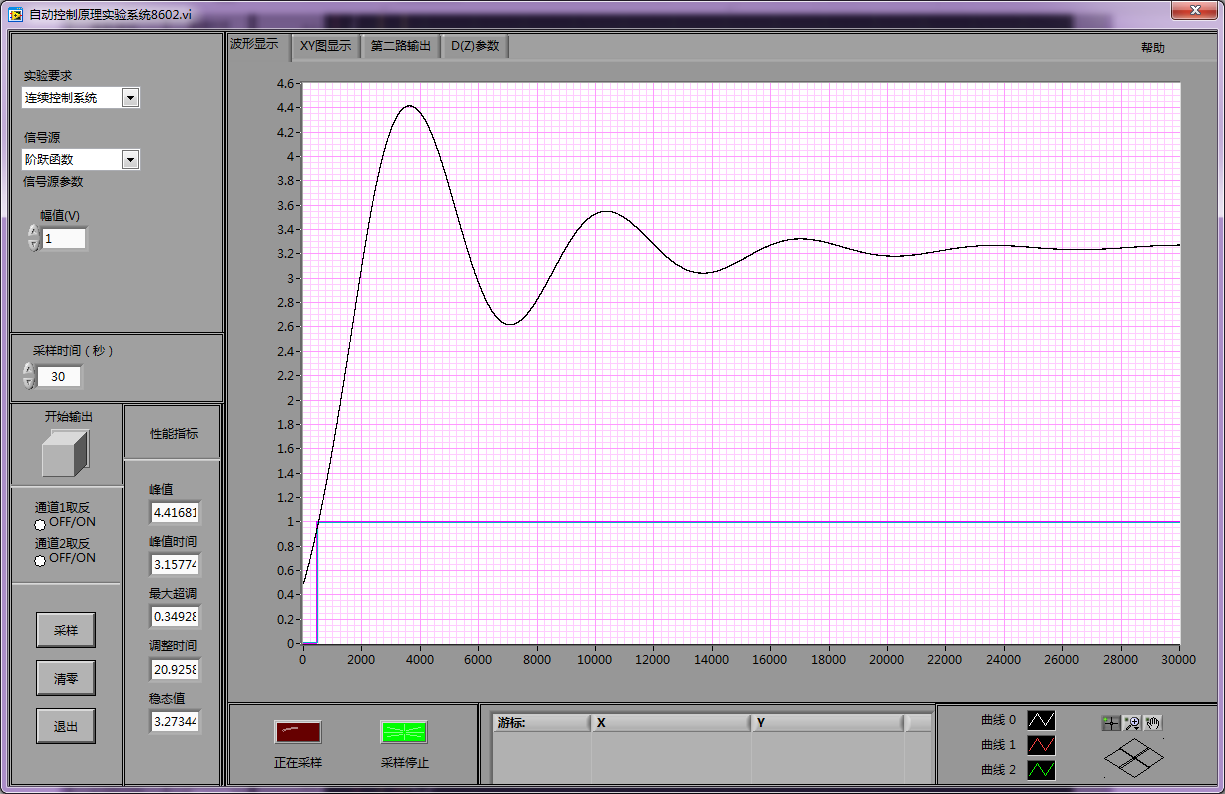 自动控制原理实验系统8602.vi
波形显示 XY图显示 第二路输出 D(Z)参数 帮助
实验要求
连续控制系统
信号源
阶跃函数
信号源参数
幅值(V)
1
采样时间（秒）
30
开始输出
通道1取反
OFF/ON
通道2取反
OFF/ON
采样
清零
退出
性能指标
峰值
4.41681
峰值时间
3.15774
最大超调
0.34928
调整时间
20.9258
稳态值
3.27344
4.6
4.4
4.2
4
3.8
3.6
3.4
3.2
3
2.8
2.6
2.4
2.2
2
1.8
1.6
1.4
1.2
1
0.8
0.6
0.4
0.2
0
0 2000 4000 6000 8000 10000 12000 14000 16000 18000 20000 22000 24000 26000 28000 30000
正在采样 采样停止
游标: X Y
曲线 0
曲线 1
曲线 2